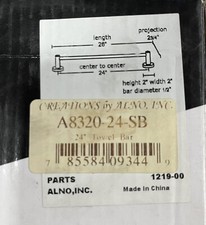 length
26"
projection
2¾"
center to center
24"
height 2" width 2"
bar diameter ½"
CREATIONS by ALNO, INC.
A8320-24-SB
24" Towel Bar
7 85584 09344 9
PARTS
1219-00
ALNO,INC.
Made in China